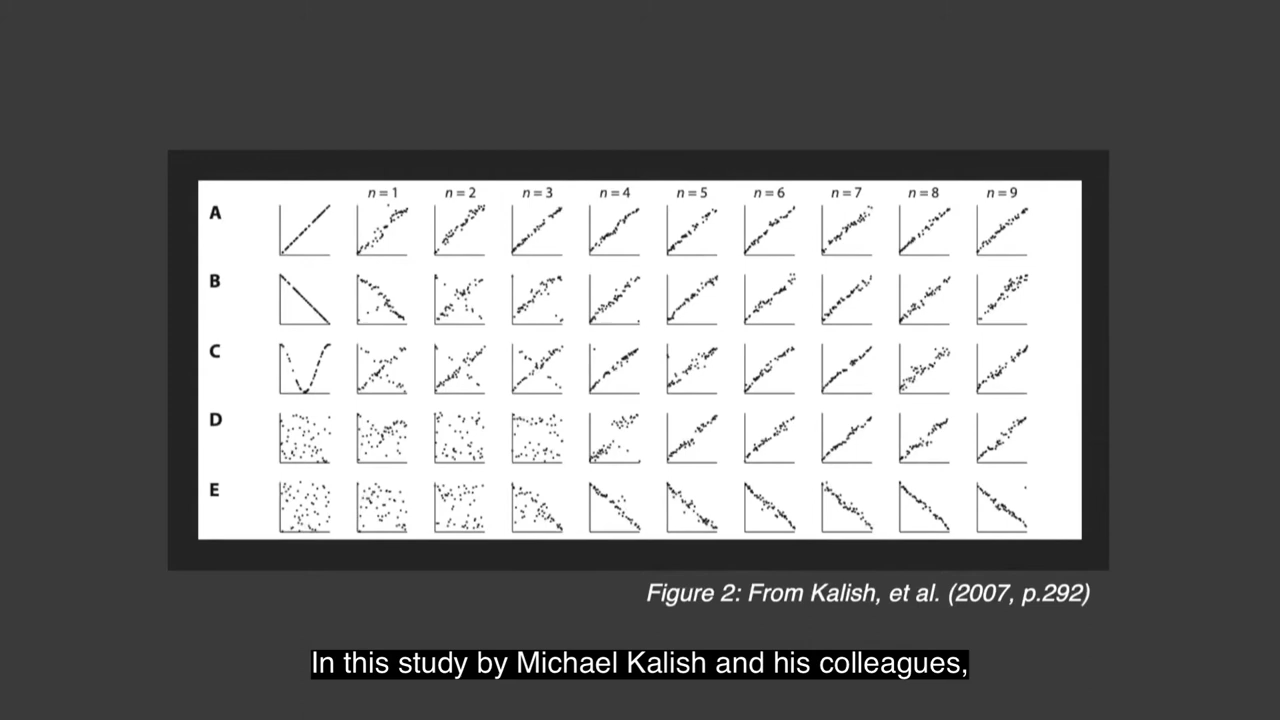 n = 1 n = 2 n = 3 n = 4 n = 5 n = 6 n = 7 n = 8 n = 9
A
B
C
D
E
Figure 2: From Kalish, et al. (2007, p.292)
In this study by Michael Kalish and his colleagues,